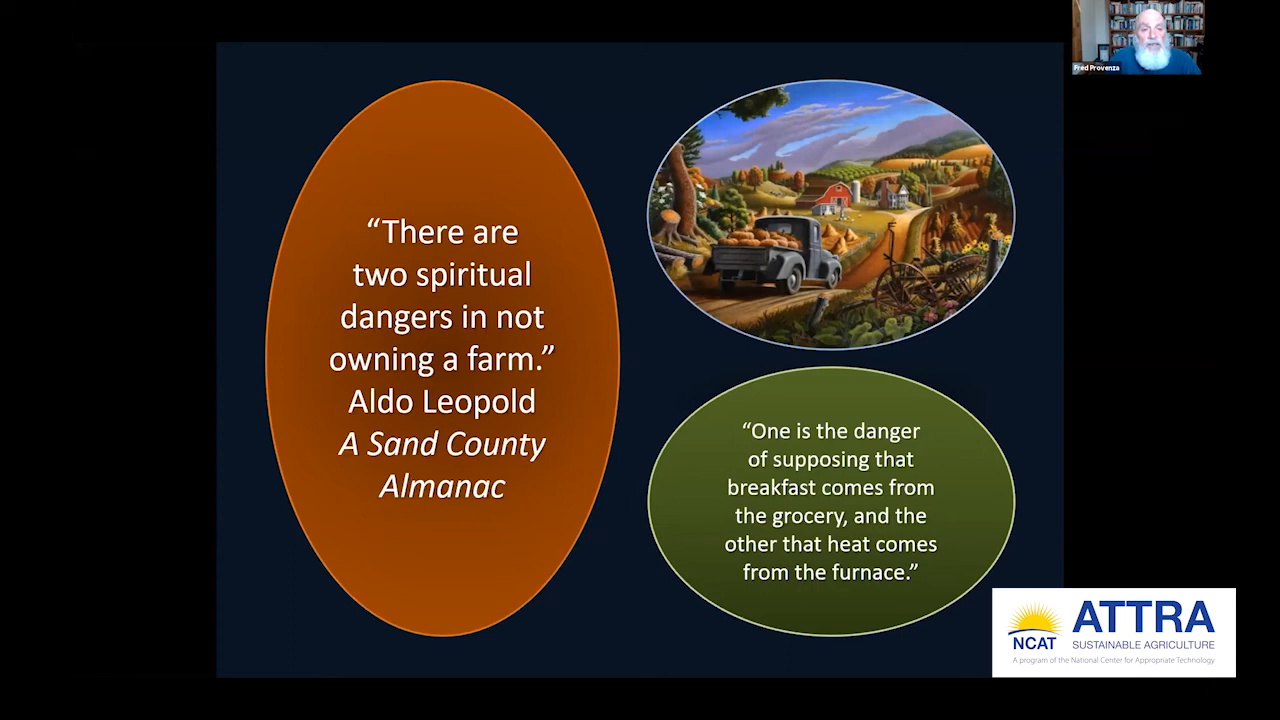 Fred Provenza
“There are
two spiritual
dangers in not
owning a farm.”
Aldo Leopold
A Sand County
Almanac
“One is the danger
of supposing that
breakfast comes from
the grocery, and the
other that heat comes
from the furnace.”
NCAT
ATTRA
SUSTAINABLE AGRICULTURE
A program of the National Center for Appropriate Technology